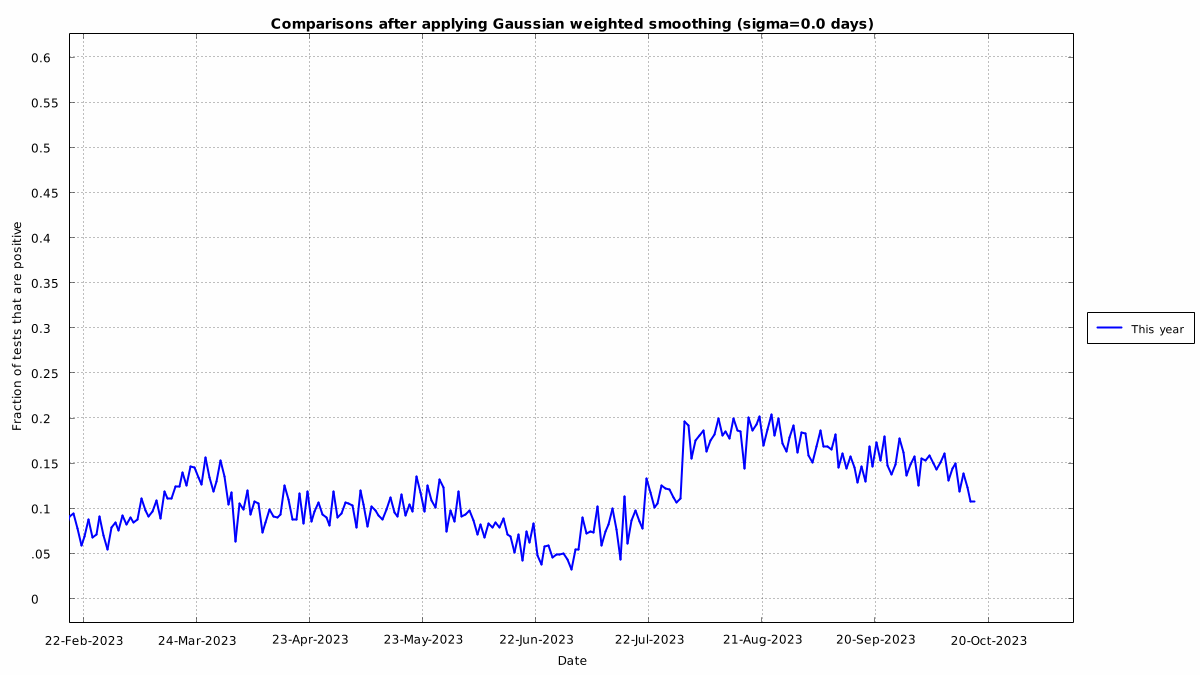 Comparisons after applying Gaussian weighted smoothing (sigma=0.0 days)
0.6
0.55
0.5
0.45
0.4
0.35
0.3
0.25
0.2
0.15
0.1
.05
0
Fraction of tests that are positive
This year
22-Feb-2023 24-Mar-2023 23-Apr-2023 23-May-2023 22-Jun-2023 22-Jul-2023 21-Aug-2023 20-Sep-2023 20-Oct-2023
Date